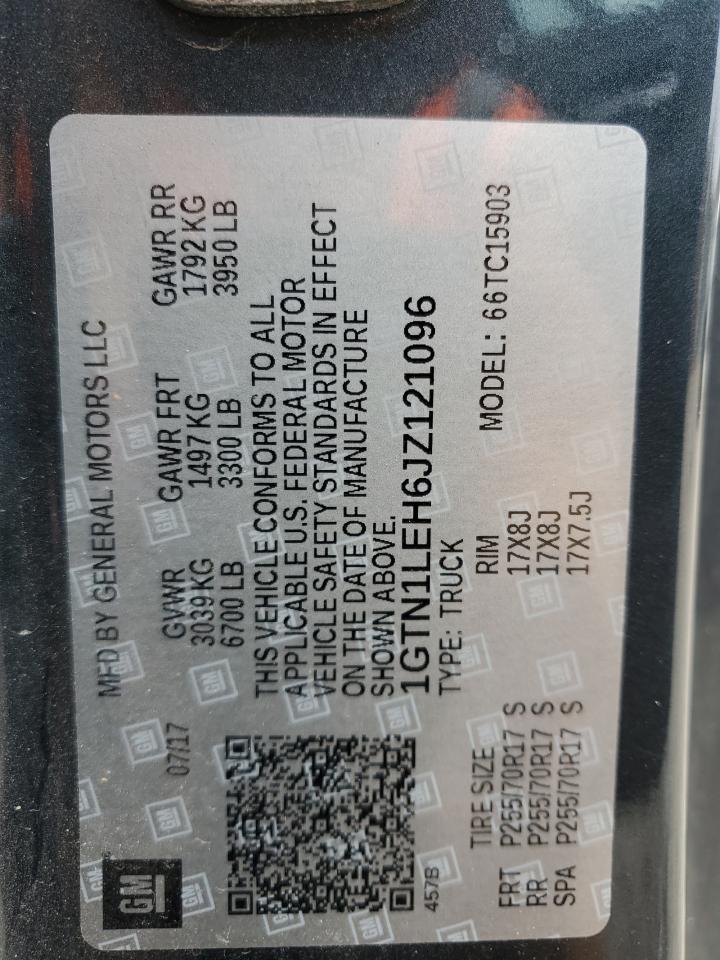 GM
MFD BY GENERAL MOTORS LLC
07/17
GVWR GAWR FRT GAWR RR
3039 KG 1497 KG 1792 KG
6700 LB 3300 LB 3950 LB
THIS VEHICLE CONFORMS TO ALL
APPLICABLE U.S. FEDERAL MOTOR
VEHICLE SAFETY STANDARDS IN EFFECT
ON THE DATE OF MANUFACTURE
SHOWN ABOVE.
1GTN1LEH6JZ121096
457B
TYPE: TRUCK
TIRE SIZE RIM MODEL: 66TC15903
FRT P255/70R17 S 17X8J
RR P255/70R17 S 17X8J
SPA P255/70R17 S 17X7.5J